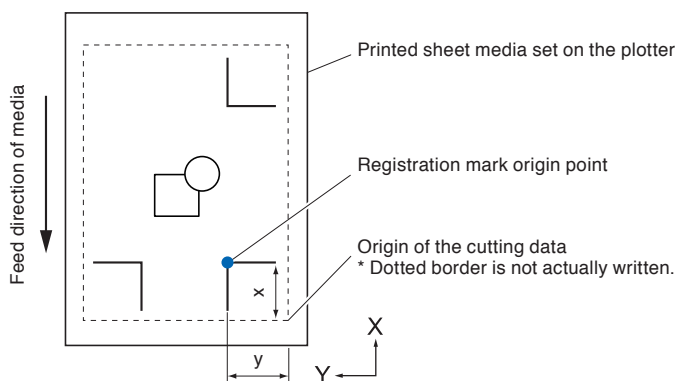 Printed sheet media set on the plotter
Feed direction of media
Registration mark origin point
Origin of the cutting data
* Dotted border is not actually written.
x
y
X
Y